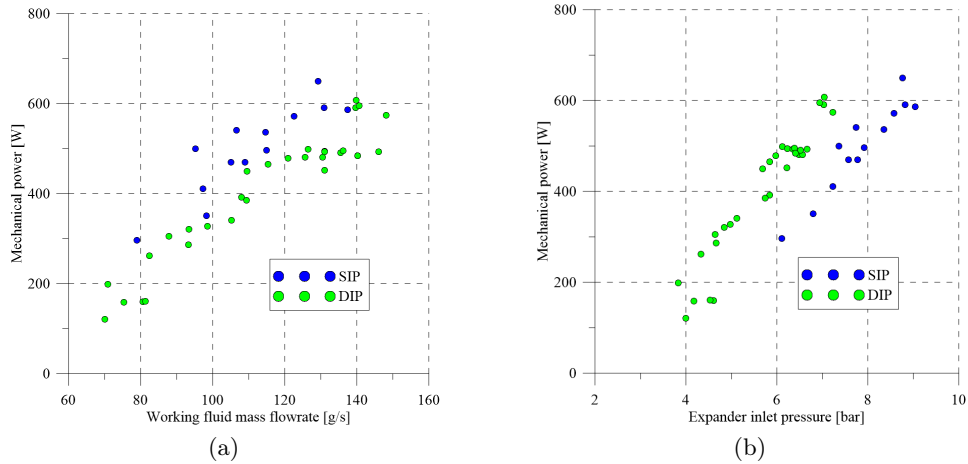 800
600
400
200
0
Mechanical power [W]
SIP
DIP
60 80 100 120 140 160
Working fluid mass flowrate [g/s]
(a)
800
600
400
200
0
Mechanical power [W]
SIP
DIP
2 4 6 8 10
Expander inlet pressure [bar]
(b)